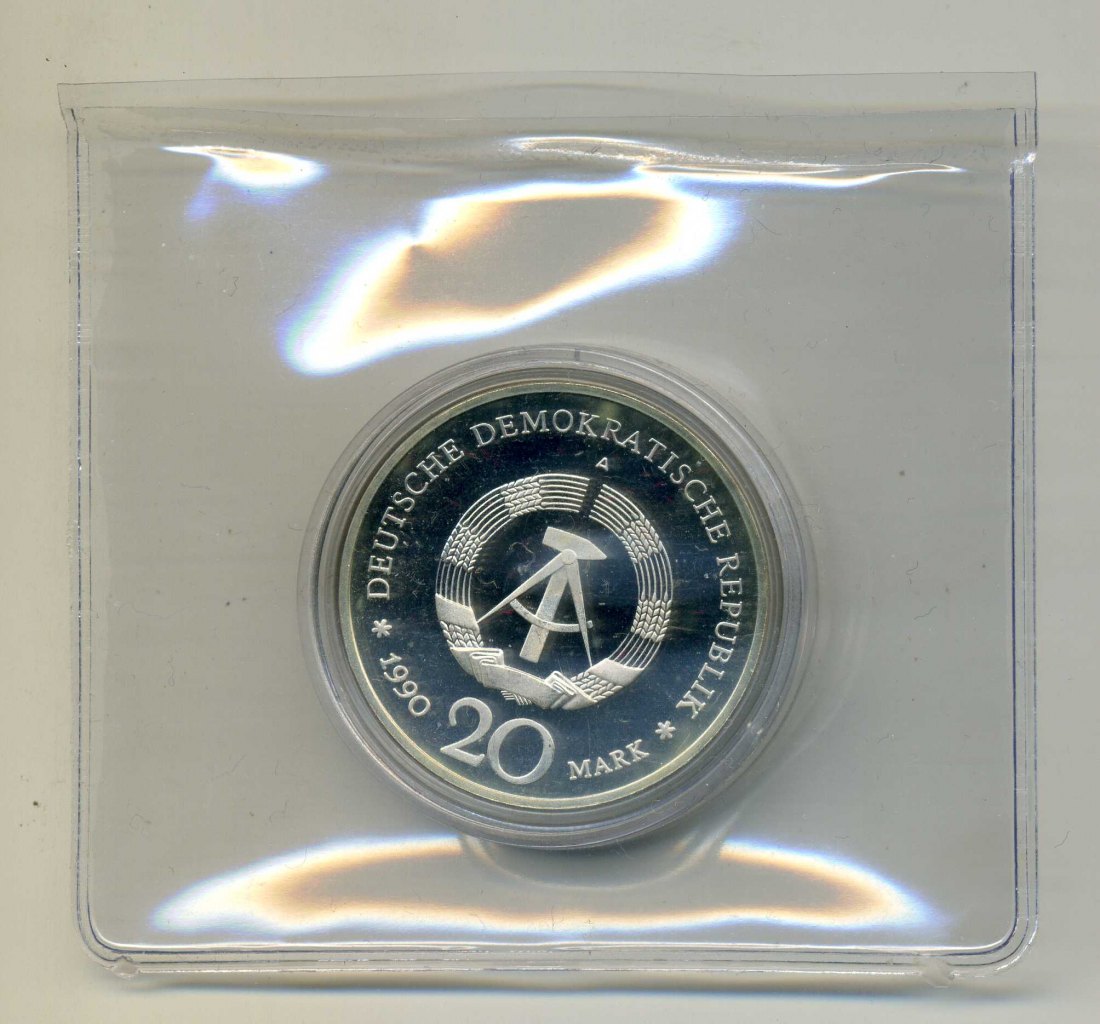 * DEUTSCHE DEMOKRATISCHE REPUBLIK *
A
1990
20
MARK